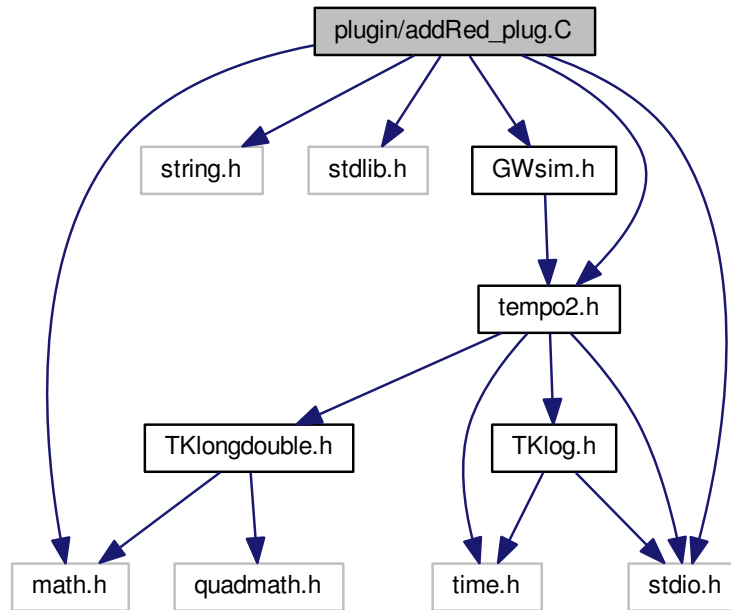 plugin/addRed_plug.C
string.h
stdlib.h
GWsim.h
tempo2.h
TKlongdouble.h
TKlog.h
math.h
quadmath.h
time.h
stdio.h